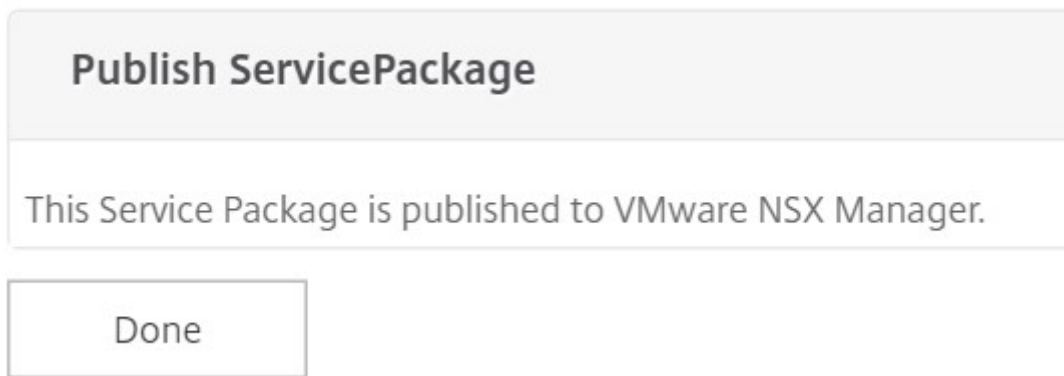 Publish ServicePackage
This Service Package is published to VMware NSX Manager.
Done